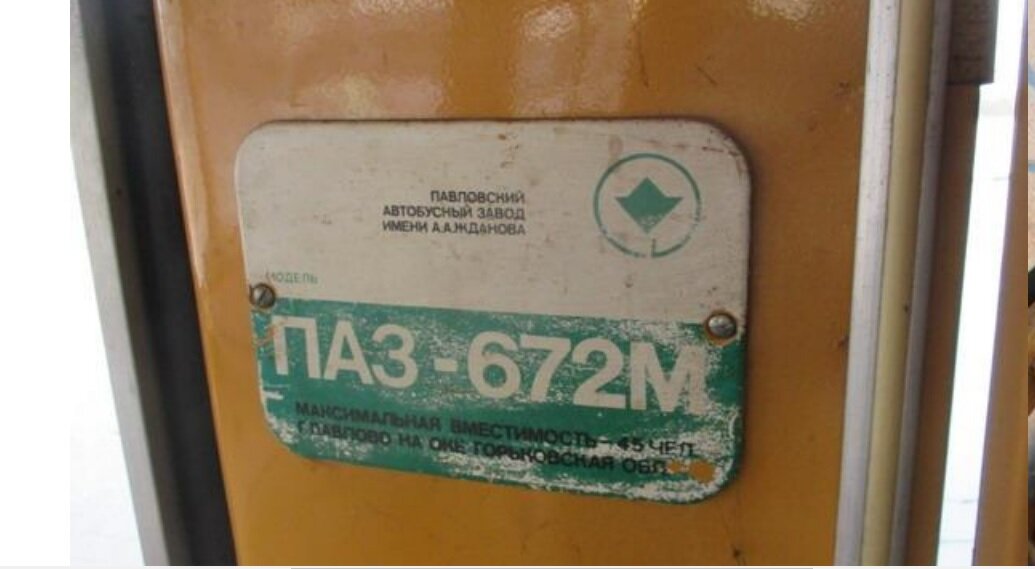 ПАВЛОВСКИЙ
АВТОБУСНЫЙ ЗАВОД
ИМЕНИ А.А.ЖДАНОВА
МОДЕЛЬ
ПАЗ-672М
МАКСИМАЛЬНАЯ ВМЕСТИМОСТЬ-45 ЧЕЛ.
Г.ПАВЛОВО НА ОКЕ ГОРЬКОВСКАЯ ОБЛ.